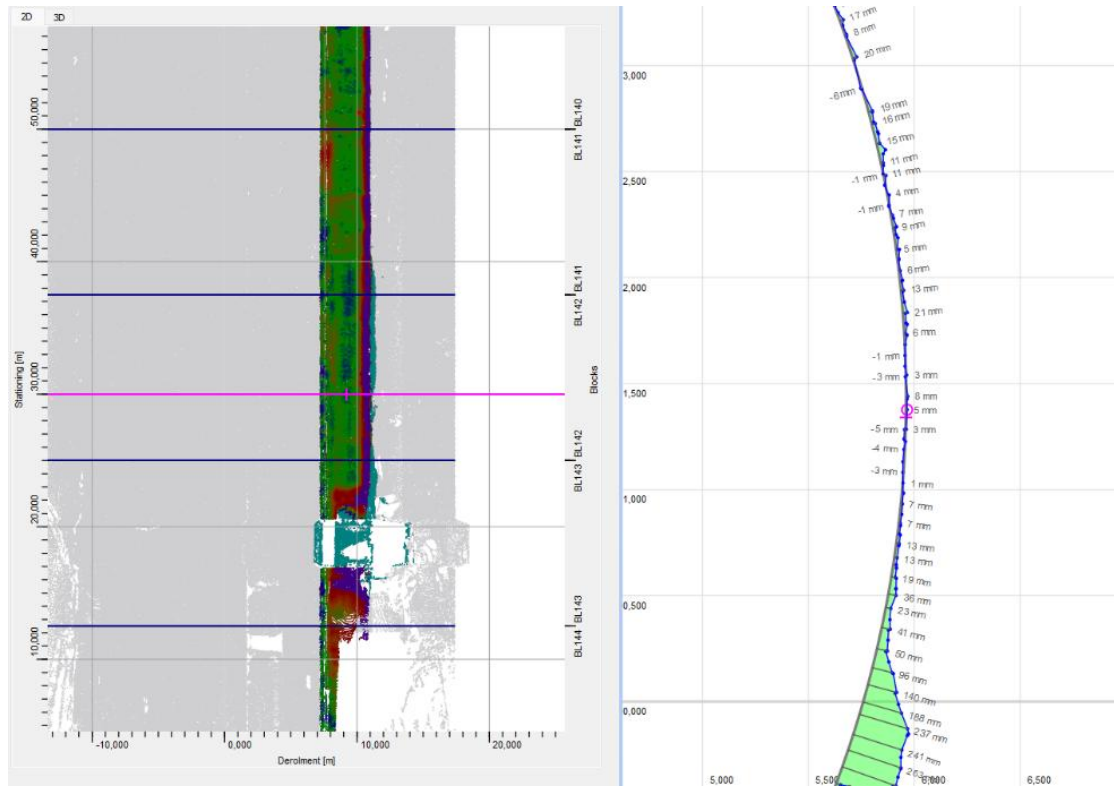 2D 3D
50,000
40,000
30,000
20,000
10,000
Stationing [m]
BL140
BL141
BL141
BL142
BL142
BL143
BL143
BL144
Blocks
-10,000 0,000 10,000 20,000
Derolment [m]
17 mm
8 mm
20 mm
3,000
-6 mm
19 mm
16 mm
15 mm
2,500
11 mm
-1 mm 11 mm
4 mm
-1 mm
7 mm
9 mm
5 mm
6 mm
2,000
13 mm
21 mm
6 mm
-1 mm
-3 mm 3 mm
1,500
8 mm
5 mm
-5 mm 3 mm
-4 mm
-3 mm
1 mm
1,000
7 mm
7 mm
13 mm
13 mm
19 mm
36 mm
0,500
23 mm
41 mm
50 mm
96 mm
140 mm
0,000
188 mm
237 mm
241 mm
263 mm
5,000 5,500 6,000 6,500